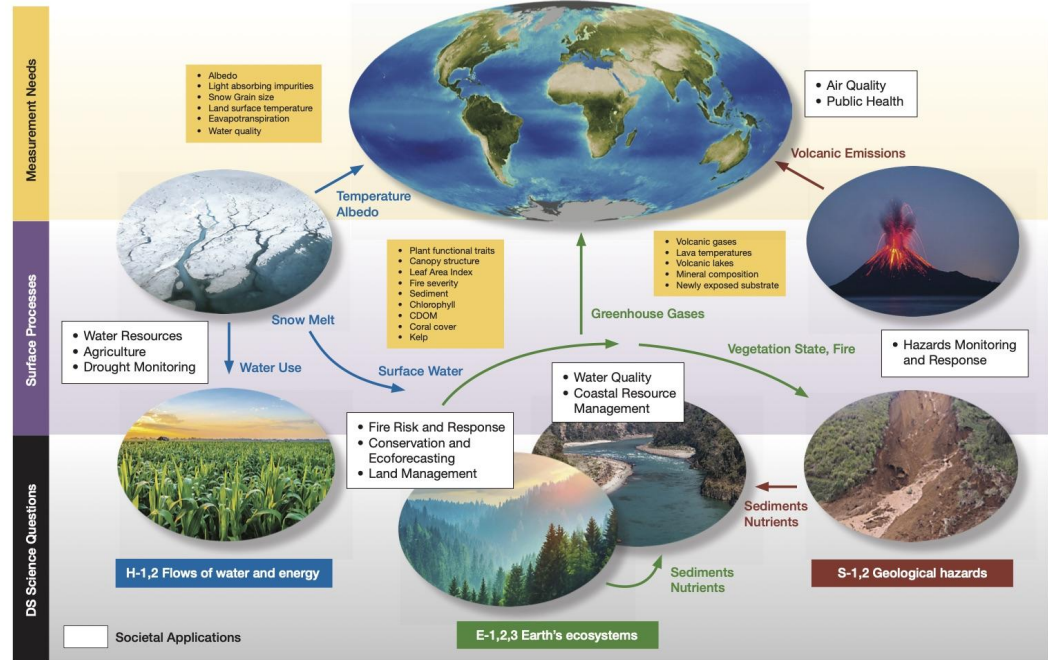 Measurement Needs
Surface Processes
DS Science Questions
• Albedo
• Light absorbing impurities
• Snow Grain size
• Land surface temperature
• Eavapotranspiration
• Water quality
• Air Quality
• Public Health
Volcanic Emissions
Temperature
Albedo
• Plant functional traits
• Canopy structure
• Leaf Area Index
• Fire severity
• Sediment
• Chlorophyll
• CDOM
• Coral cover
• Kelp
• Volcanic gases
• Lava temperatures
• Volcanic lakes
• Mineral composition
• Newly exposed substrate
Snow Melt
Greenhouse Gases
• Water Resources
• Agriculture
• Drought Monitoring
Water Use
Surface Water
Vegetation State, Fire
• Hazards Monitoring
and Response
• Water Quality
• Coastal Resource
Management
• Fire Risk and Response
• Conservation and
Ecoforecasting
• Land Management
Sediments
Nutrients
Sediments
Nutrients
H-1,2 Flows of water and energy
S-1,2 Geological hazards
E-1,2,3 Earth's ecosystems
Societal Applications